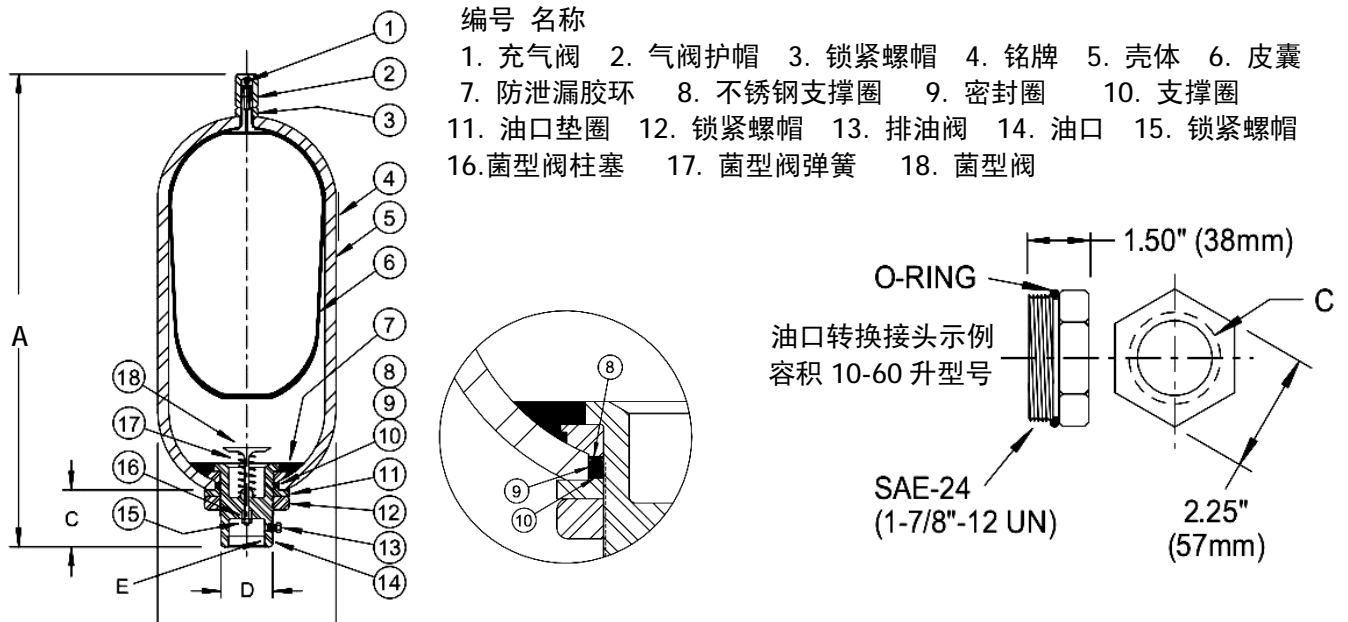 编号 名称
1. 充气阀 2. 气阀护帽 3. 锁紧螺帽 4. 铭牌 5. 壳体 6. 皮囊
7. 防泄漏胶环 8. 不锈钢支撑圈 9. 密封圈 10. 支撑圈
11. 油口垫圈 12. 锁紧螺帽 13. 排油阀 14. 油口 15. 锁紧螺帽
16.菌型阀柱塞 17. 菌型阀弹簧 18. 菌型阀
1
2
3
4
5
6
7
8
9
10
11
12
13
14
18
17
16
15
A
C
E
D
8
9
10
1.50" (38mm)
O-RING
C
油口转换接头示例
容积 10-60 升型号
SAE-24
(1-7/8"-12 UN)
2.25"
(57mm)